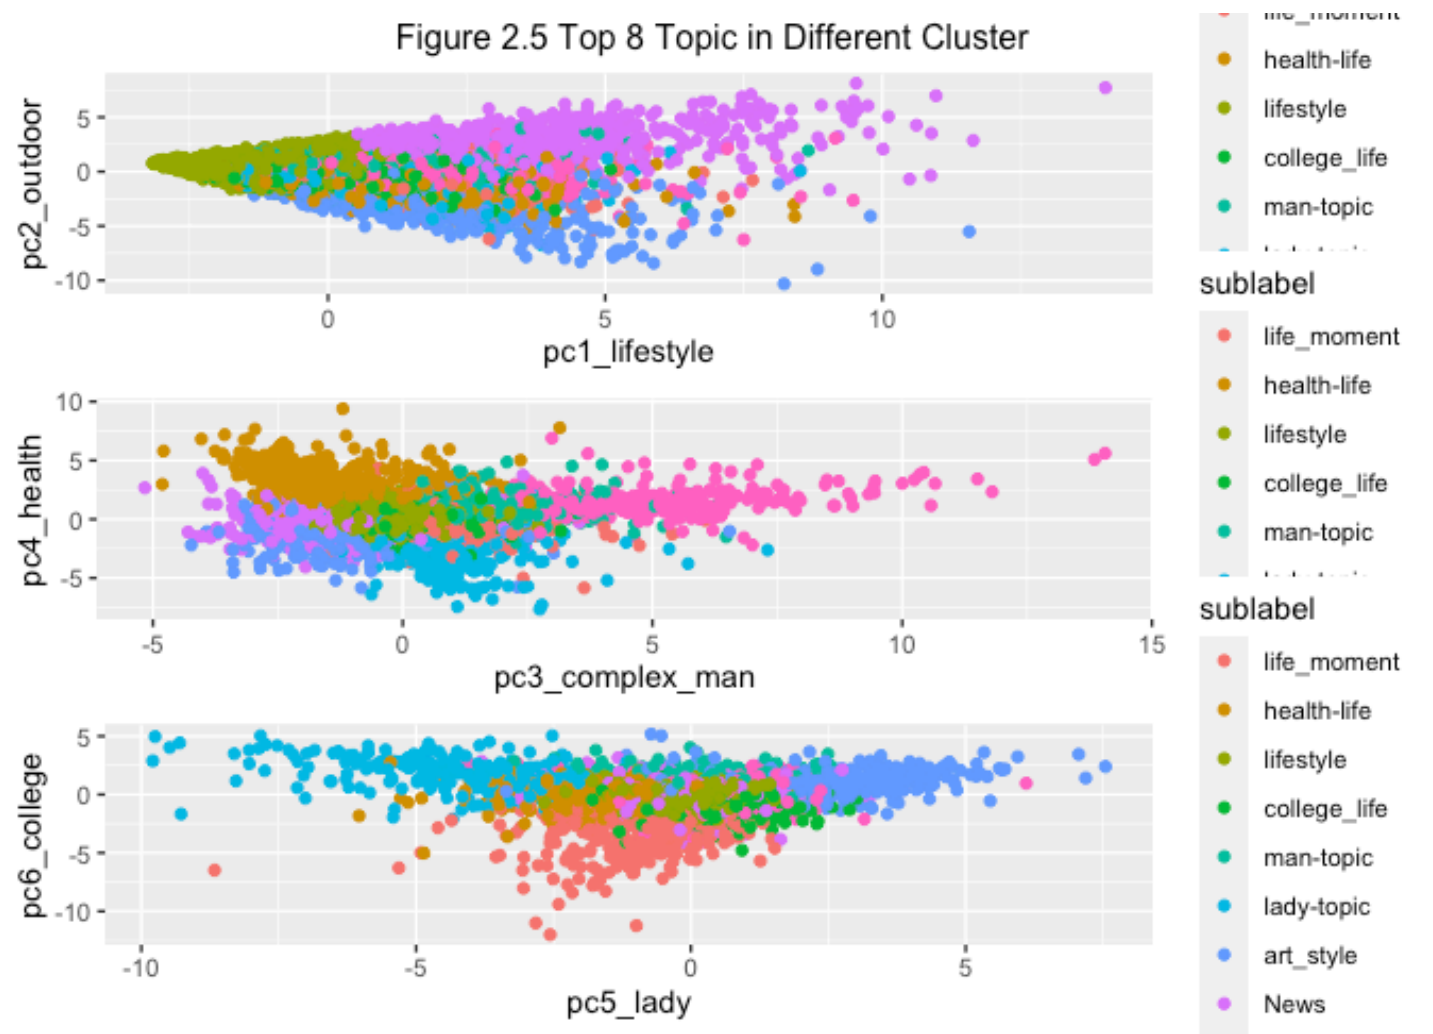 Figure 2.5 Top 8 Topic in Different Cluster
pc2_outdoor
5
0
-5
-10
0
5
10
pc1_lifestyle
life_moment
health-life
lifestyle
college_life
man-topic
pc4_health
10
5
0
-5
-5
0
5
10
15
pc3_complex_man
sublabel
life_moment
health-life
lifestyle
college_life
man-topic
pc6_college
5
0
-5
-10
-10
-5
0
5
pc5_lady
sublabel
life_moment
health-life
lifestyle
college_life
man-topic
lady-topic
art_style
News